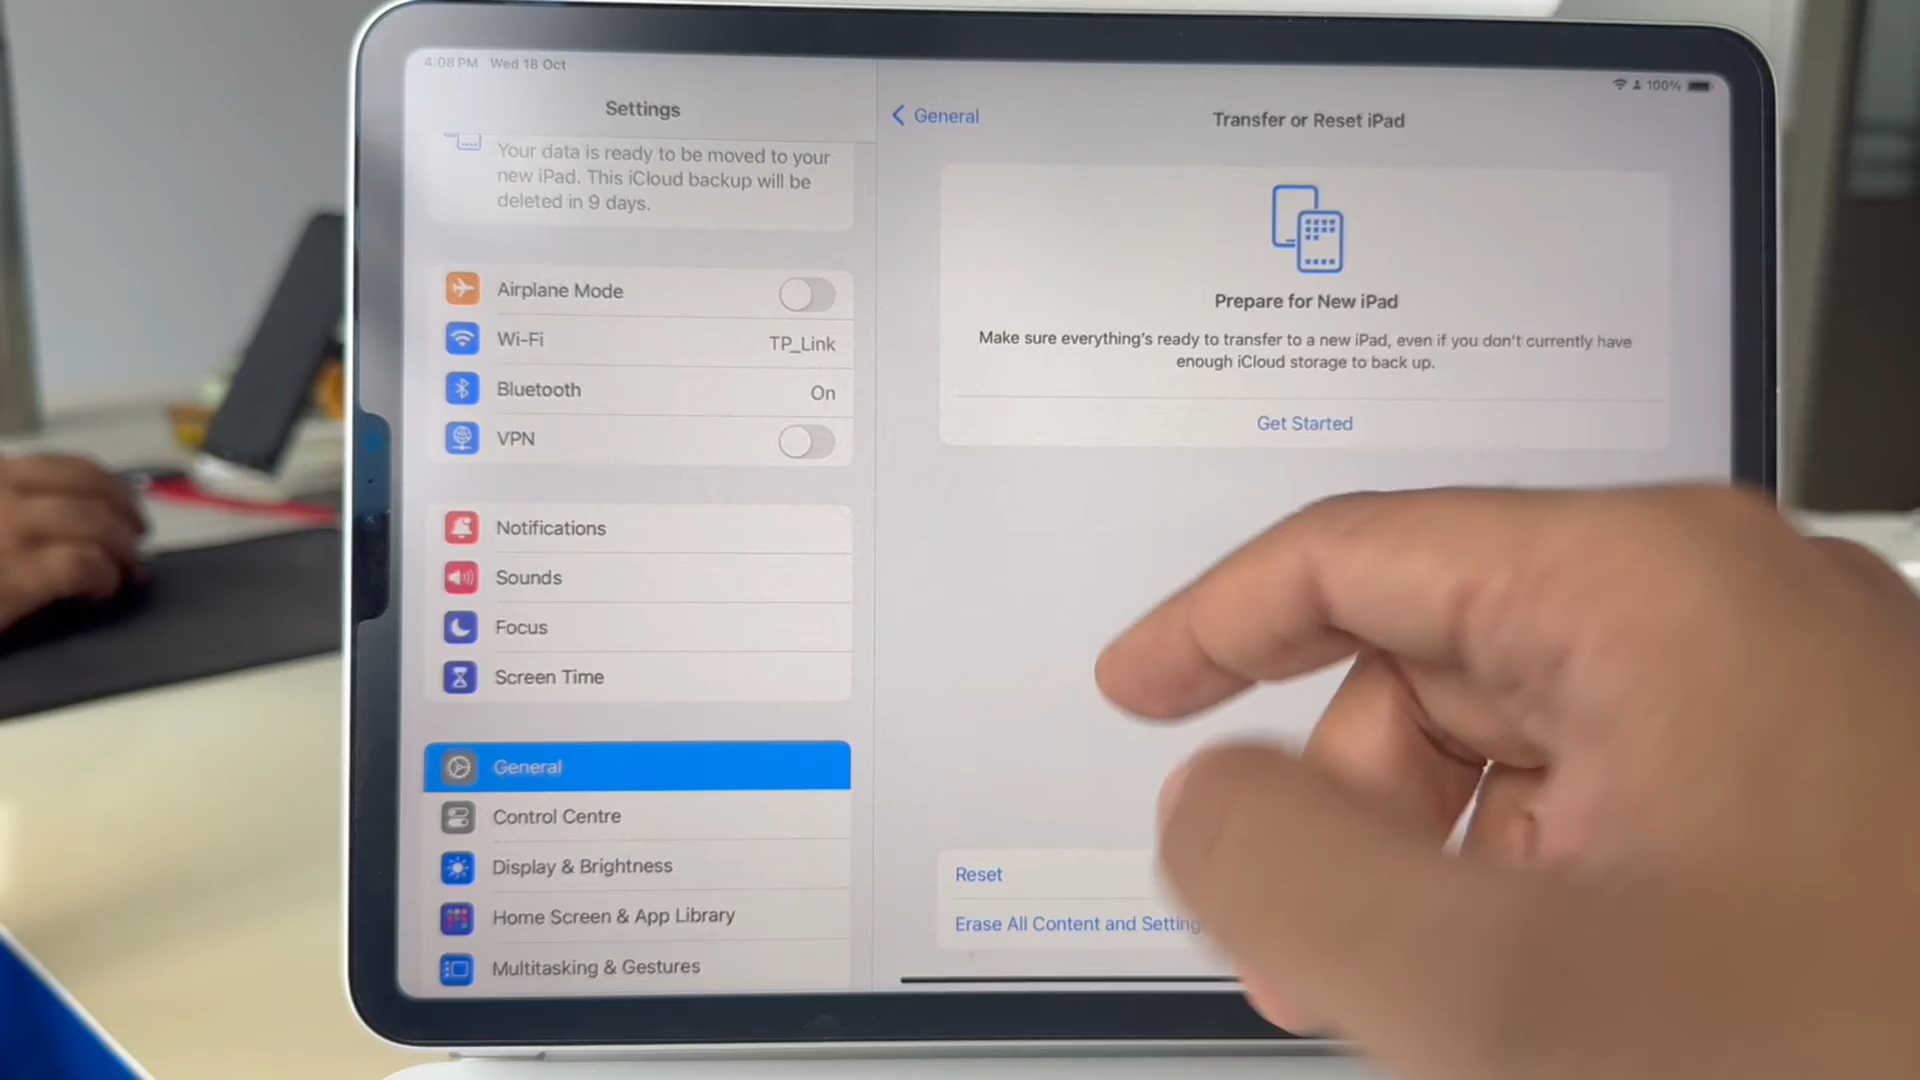 4:08 PM Wed 18 Oct
100%
Settings
Your data is ready to be moved to your
new iPad. This iCloud backup will be
deleted in 9 days.
Airplane Mode
Wi-Fi TP_Link
Bluetooth On
VPN
Notifications
Sounds
Focus
Screen Time
General
Control Centre
Display & Brightness
Home Screen & App Library
Multitasking & Gestures
General
Transfer or Reset iPad
Prepare for New iPad
Make sure everything's ready to transfer to a new iPad, even if you don't currently have
enough iCloud storage to back up.
Get Started
Reset
Erase All Content and Setting